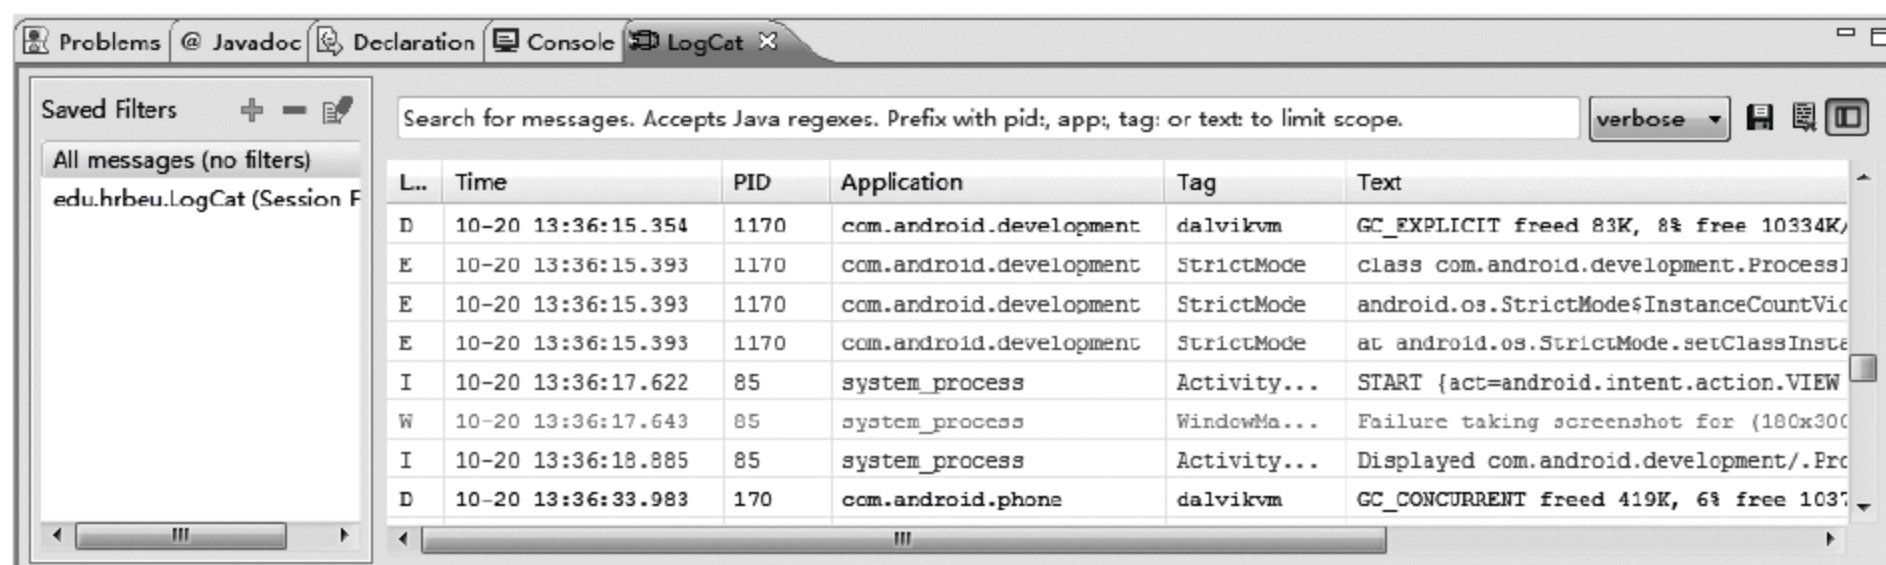 Problems @ Javadoc Declaration Console LogCat
Saved Filters
All messages (no filters)
edu.hrbeu.LogCat (Session F
Search for messages. Accepts Java regexes. Prefix with pid:, app:, tag: or text: to limit scope.
verbose
L... Time PID Application Tag Text
D 10-20 13:36:15.354 1170 com.android.development dalvikvm GC_EXPLICIT freed 83K, 8% free 10334K/
E 10-20 13:36:15.393 1170 com.android.development StrictMode class com.android.development.ProcessI
E 10-20 13:36:15.393 1170 com.android.development StrictMode android.os.StrictMode$InstanceCountVio
E 10-20 13:36:15.393 1170 com.android.development StrictMode at android.os.StrictMode.setClassInsta
I 10-20 13:36:17.622 85 system_process Activity... START {act=android.intent.action.VIEW
W 10-20 13:36:17.643 85 system_process WindowMa... Failure taking screenshot for (180x300
I 10-20 13:36:18.885 85 system_process Activity... Displayed com.android.development/.Pro
D 10-20 13:36:33.983 170 com.android.phone dalvikvm GC_CONCURRENT freed 419K, 6% free 1037